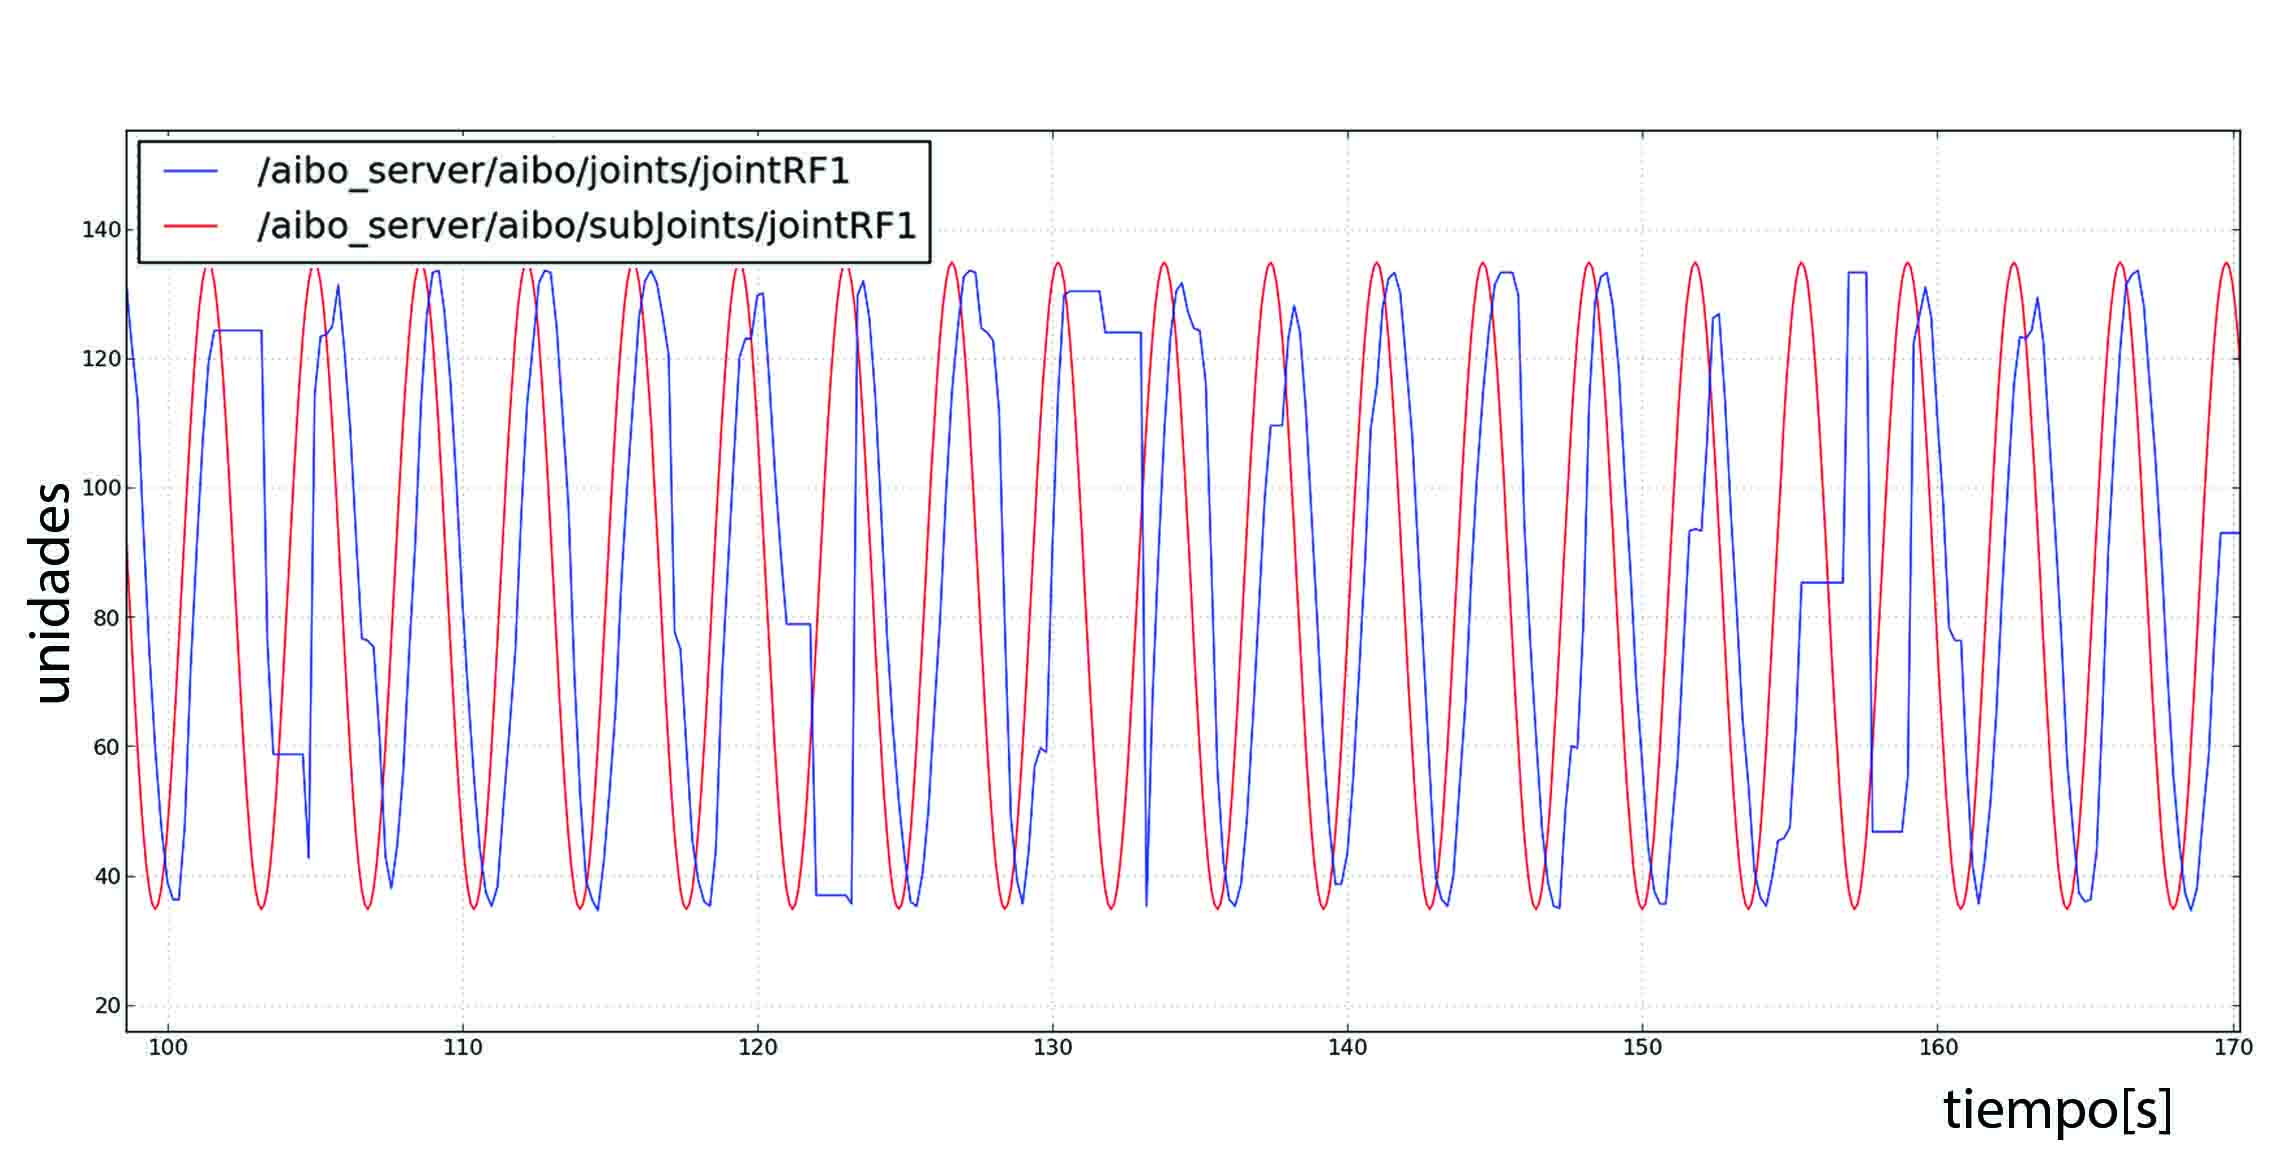 /aibo_server/aibo/joints/jointRF1
/aibo_server/aibo/subJoints/jointRF1
140
120
100
80
60
40
20
unidades
100 110 120 130 140 150 160 170
tiempo[s]